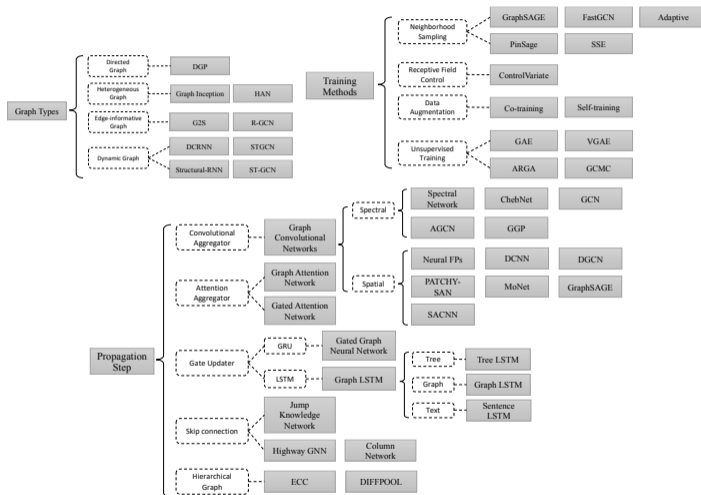 Graph Types
Directed
Graph
DGP
Heterogeneous
Graph
Graph Inception
HAN
Edge-informative
Graph
G2S
R-GCN
Dynamic Graph
DCRNN
STGCN
Structural-RNN
ST-GCN
Training
Methods
Neighborhood
Sampling
GraphSAGE
FastGCN
Adaptive
PinSage
SSE
Receptive Field
Control
ControlVariate
Data
Augmentation
Co-training
Self-training
Unsupervised
Training
GAE
VGAE
ARGA
GCMC
Propagation
Step
Convolutional
Aggregator
Graph
Convolutional
Networks
Spectral
Spectral
Network
ChebNet
GCN
AGCN
GGP
Spatial
Neural FPs
DCNN
DGCN
PATCHY-
SAN
MoNet
GraphSAGE
SACNN
Attention
Aggregator
Graph Attention
Network
Gated Attention
Network
Gate Updater
GRU
Gated Graph
Neural Network
LSTM
Graph LSTM
Tree
Tree LSTM
Graph
Graph LSTM
Text
Sentence
LSTM
Skip connection
Jump
Knowledge
Network
Highway GNN
Column
Network
Hierarchical
Graph
ECC
DIFFPOOL